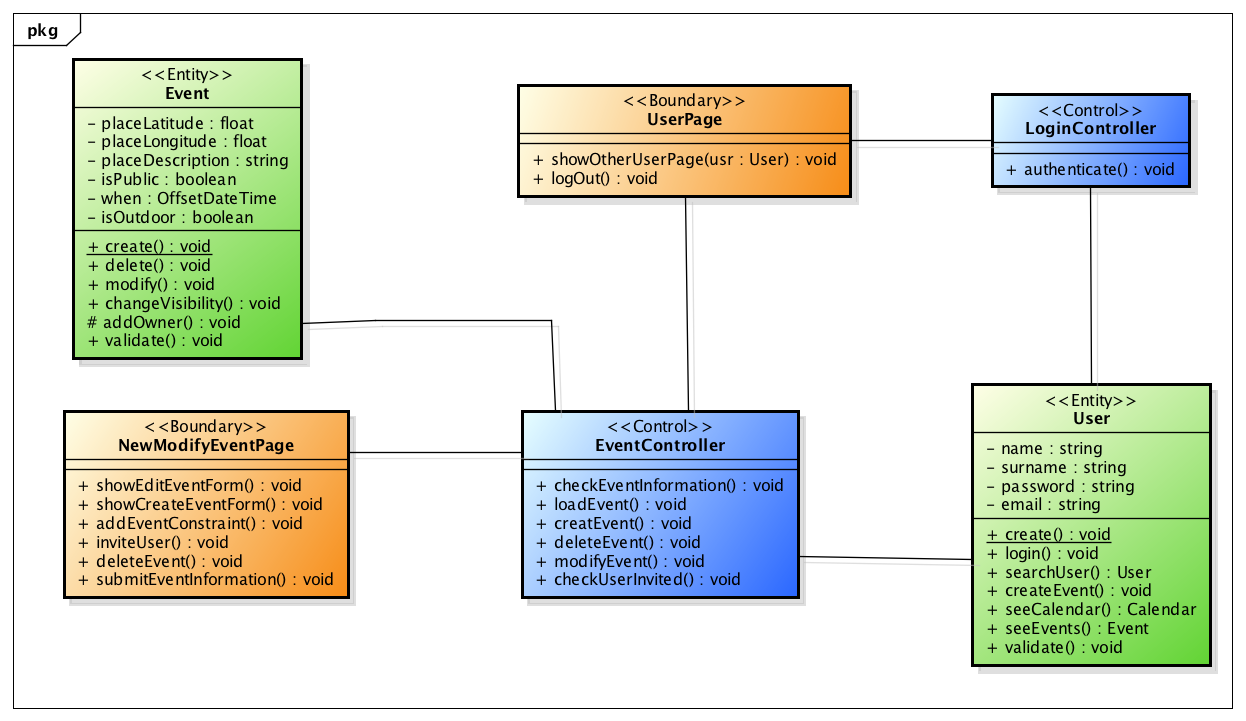 pkg
<<Entity>>
Event
– placeLatitude : float
– placeLongitude : float
– placeDescription : string
– isPublic : boolean
– when : OffsetDateTime
– isOutdoor : boolean
+ create() : void
+ delete() : void
+ modify() : void
+ changeVisibility() : void
# addOwner() : void
+ validate() : void
<<Boundary>>
UserPage
+ showOtherUserPage(usr : User) : void
+ logOut() : void
<<Control>>
LoginController
+ authenticate() : void
<<Boundary>>
NewModifyEventPage
+ showEditEventForm() : void
+ showCreateEventForm() : void
+ addEventConstraint() : void
+ inviteUser() : void
+ deleteEvent() : void
+ submitEventInformation() : void
<<Control>>
EventController
+ checkEventInformation() : void
+ loadEvent() : void
+ creatEvent() : void
+ deleteEvent() : void
+ modifyEvent() : void
+ checkUserInvited() : void
<<Entity>>
User
– name : string
– surname : string
– password : string
– email : string
+ create() : void
+ login() : void
+ searchUser() : User
+ createEvent() : void
+ seeCalendar() : Calendar
+ seeEvents() : Event
+ validate() : void